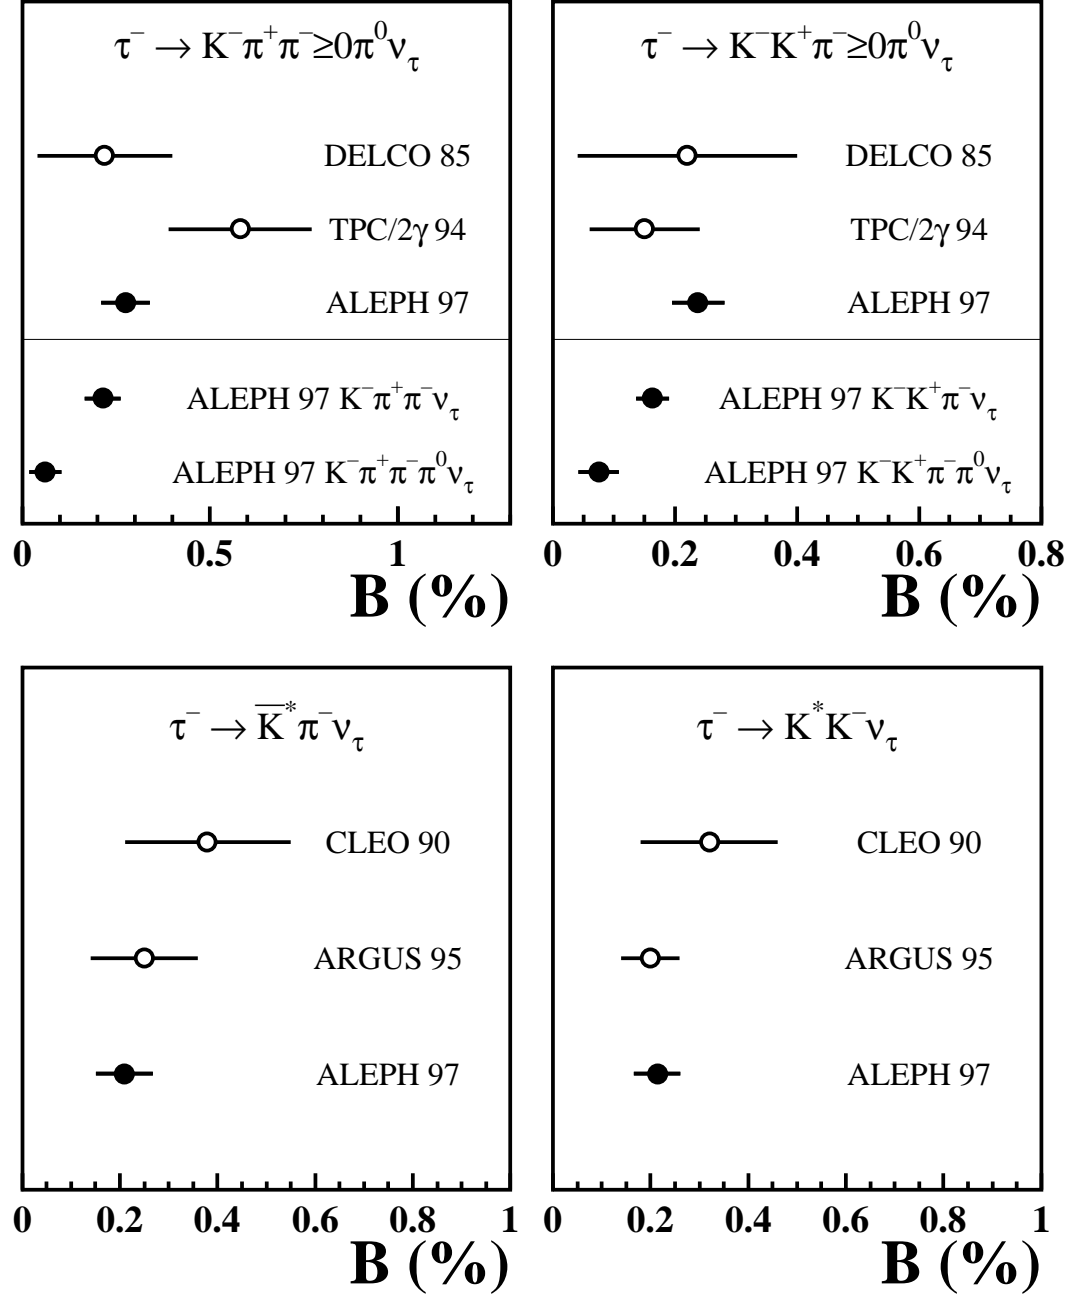 τ⁻ → K⁻π⁺π⁻≥0π⁰ν_τ
DELCO 85
TPC/2γ 94
ALEPH 97
ALEPH 97 K⁻π⁺π⁻ν_τ
ALEPH 97 K⁻π⁺π⁻π⁰ν_τ
0 0.5 1
B (%)
τ⁻ → K⁻K⁺π⁻≥0π⁰ν_τ
DELCO 85
TPC/2γ 94
ALEPH 97
ALEPH 97 K⁻K⁺π⁻ν_τ
ALEPH 97 K⁻K⁺π⁻π⁰ν_τ
0 0.2 0.4 0.6 0.8
B (%)
τ⁻ → K̅*π⁻ν_τ
CLEO 90
ARGUS 95
ALEPH 97
0 0.2 0.4 0.6 0.8 1
B (%)
τ⁻ → K*K⁻ν_τ
CLEO 90
ARGUS 95
ALEPH 97
0 0.2 0.4 0.6 0.8 1
B (%)